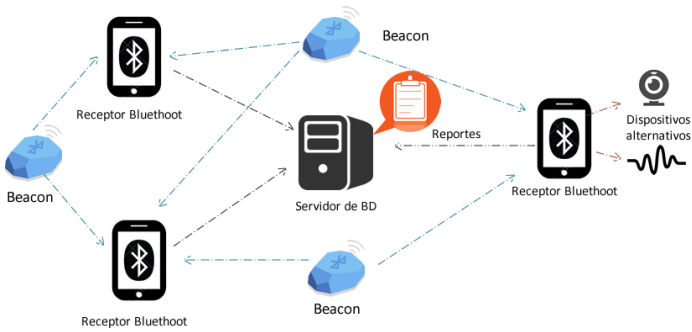 Beacon
Receptor Bluethoot
Dispositivos
alternativos
Reportes
Beacon
Receptor Bluethoot
Servidor de BD
Beacon
Receptor Bluethoot